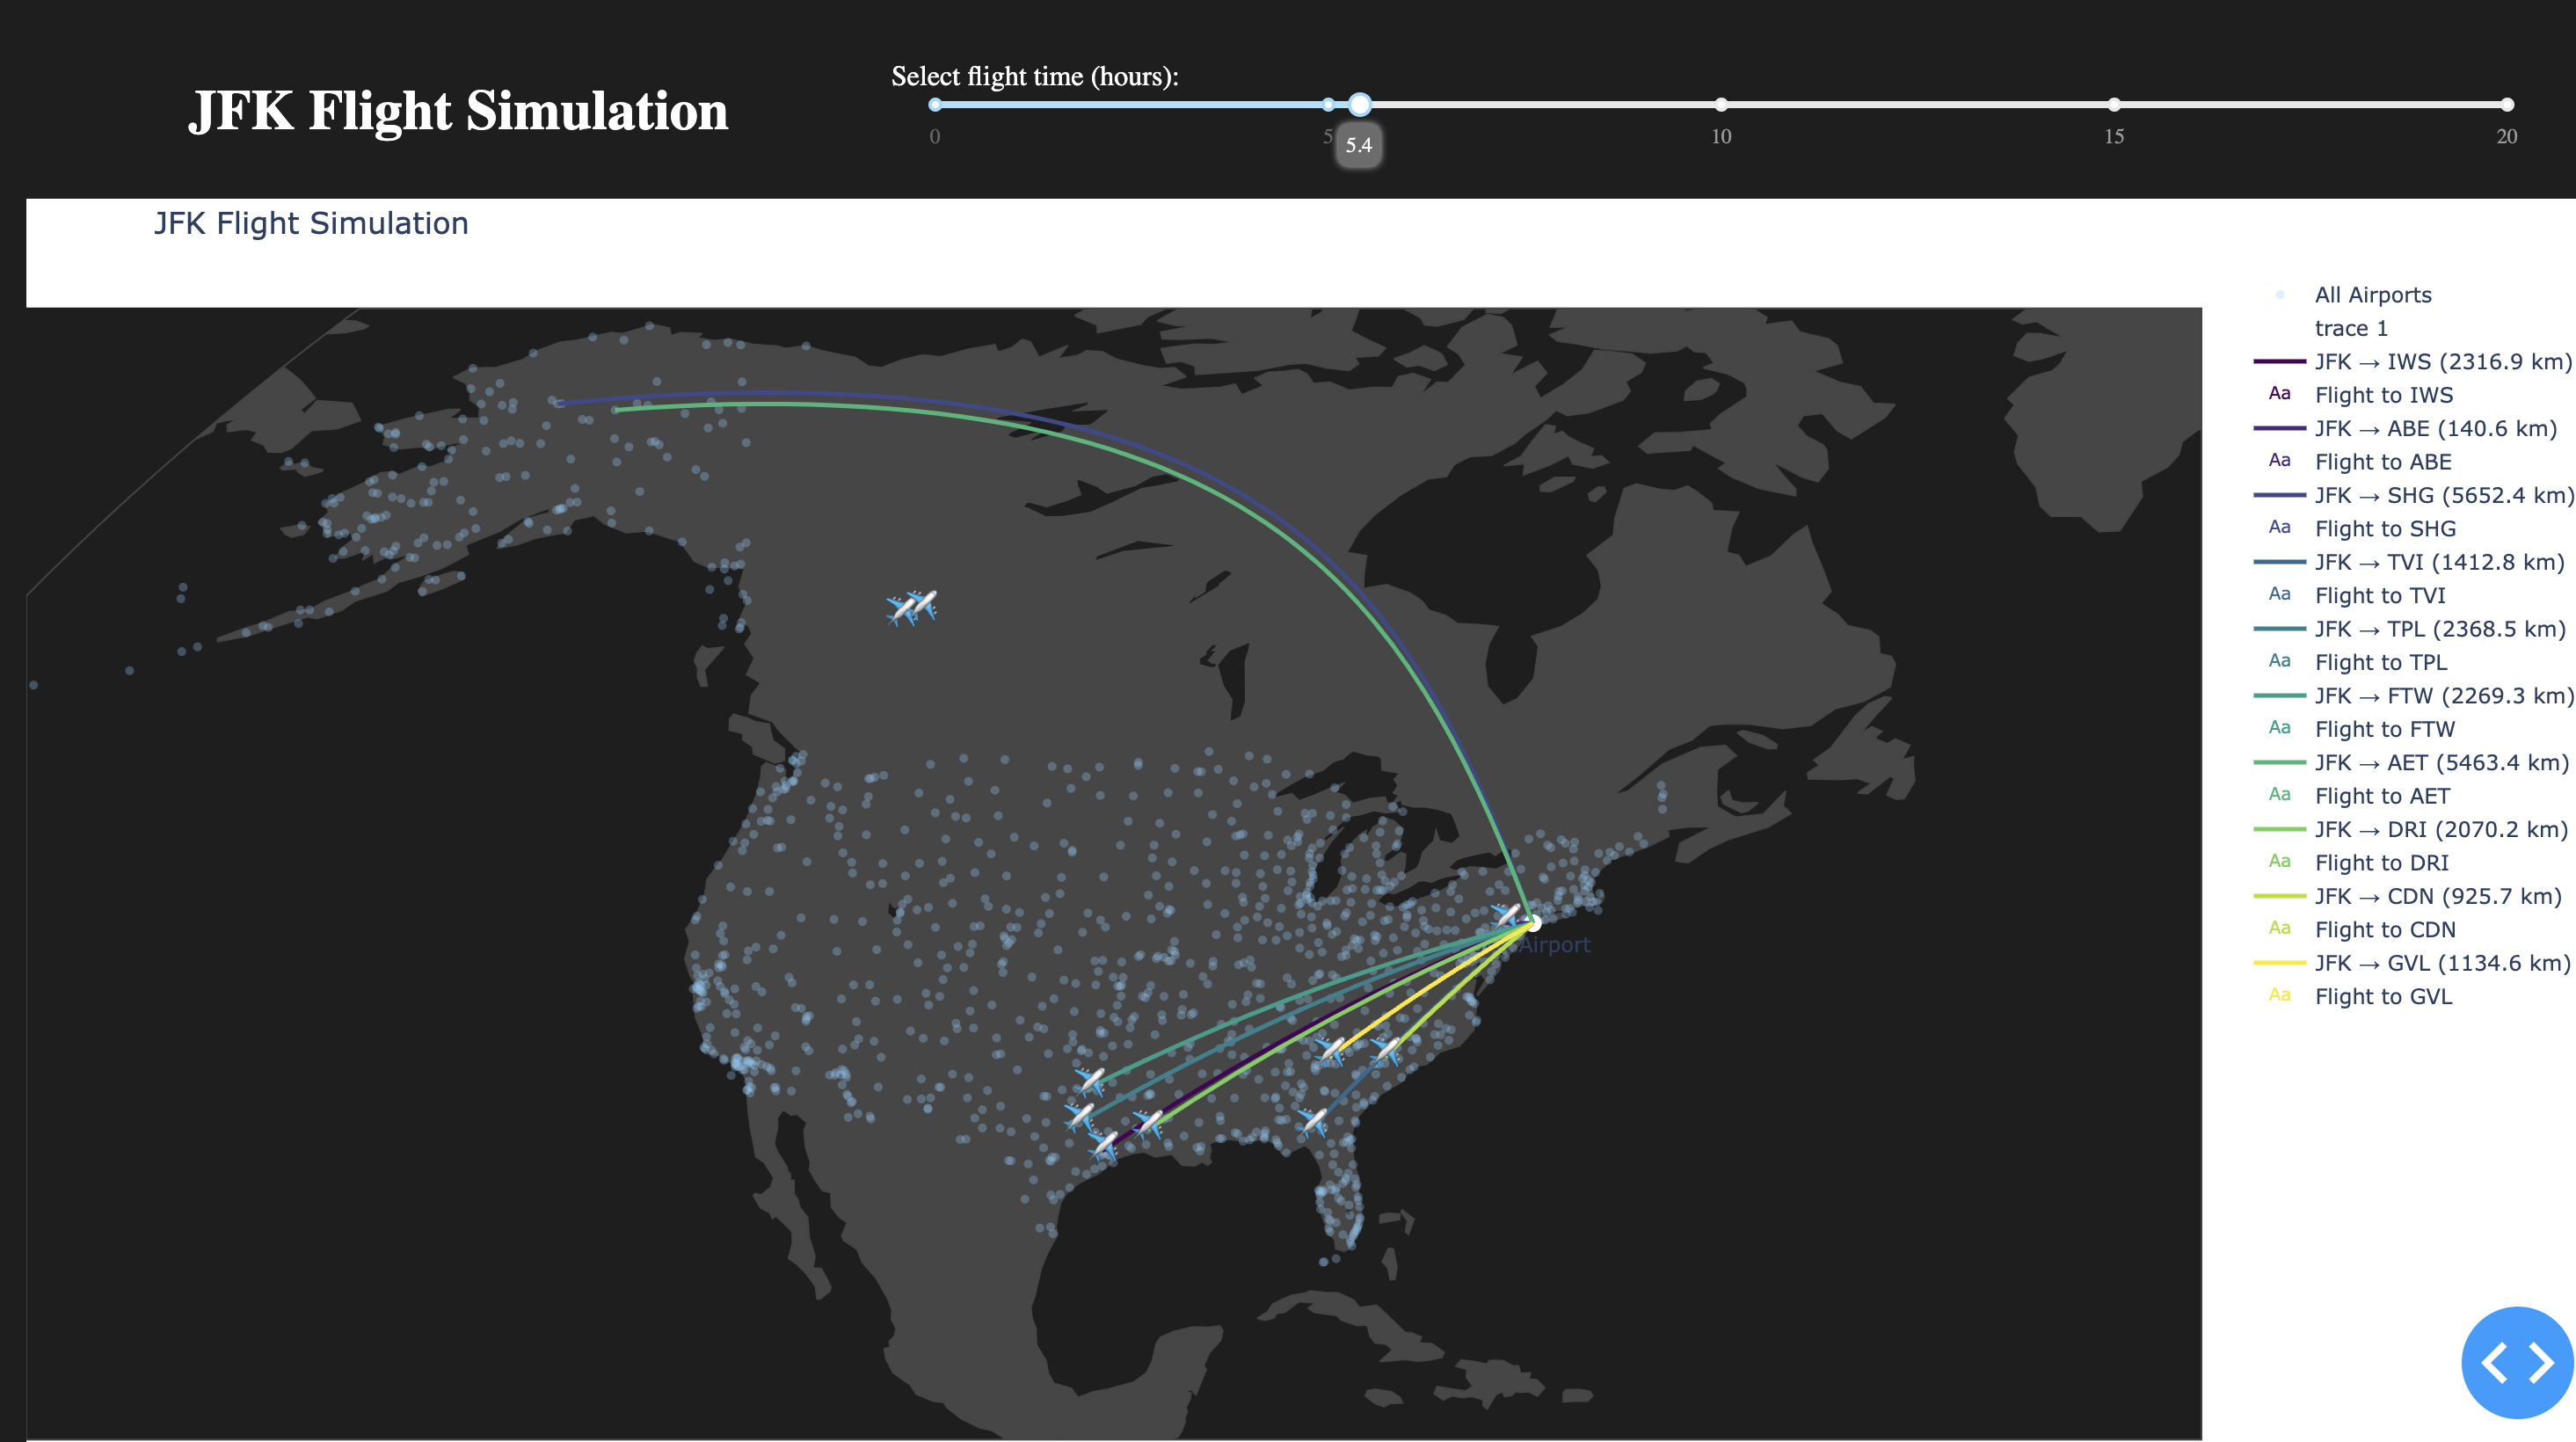 Select flight time (hours):
JFK Flight Simulation
0
5
5.4
10
15
20
JFK Flight Simulation
All Airports
trace 1
JFK → IWS (2316.9 km)
Aa Flight to IWS
JFK → ABE (140.6 km)
Aa Flight to ABE
JFK → SHG (5652.4 km)
Aa Flight to SHG
JFK → TVI (1412.8 km)
Aa Flight to TVI
JFK → TPL (2368.5 km)
Aa Flight to TPL
JFK → FTW (2269.3 km)
Aa Flight to FTW
JFK → AET (5463.4 km)
Aa Flight to AET
JFK → DRI (2070.2 km)
Aa Flight to DRI
JFK → CDN (925.7 km)
Aa Flight to CDN
JFK → GVL (1134.6 km)
Aa Flight to GVL
Airport